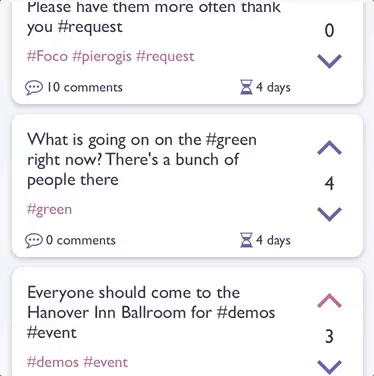 Please have them more often thank
you #request
0
#Foco #pierogis #request
10 comments
4 days
What is going on on the #green
right now? There's a bunch of
people there
4
#green
0 comments
4 days
Everyone should come to the
Hanover Inn Ballroom for #demos
#event
3
#demos #event